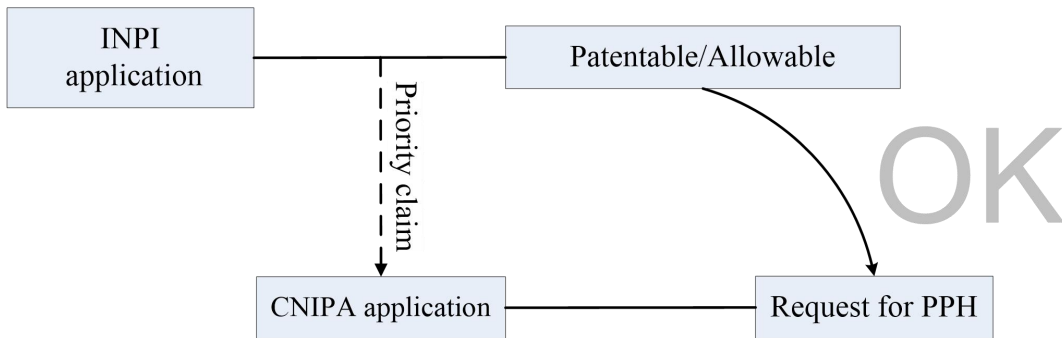 INPI
application
Patentable/Allowable
Priority claim
OK
CNIPA application
Request for PPH